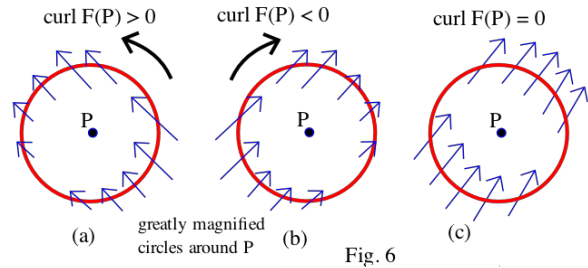 curl F(P) > 0
curl F(P) < 0
curl F(P) = 0
P
P
P
(a)
greatly magnified
circles around P
(b)
(c)
Fig. 6